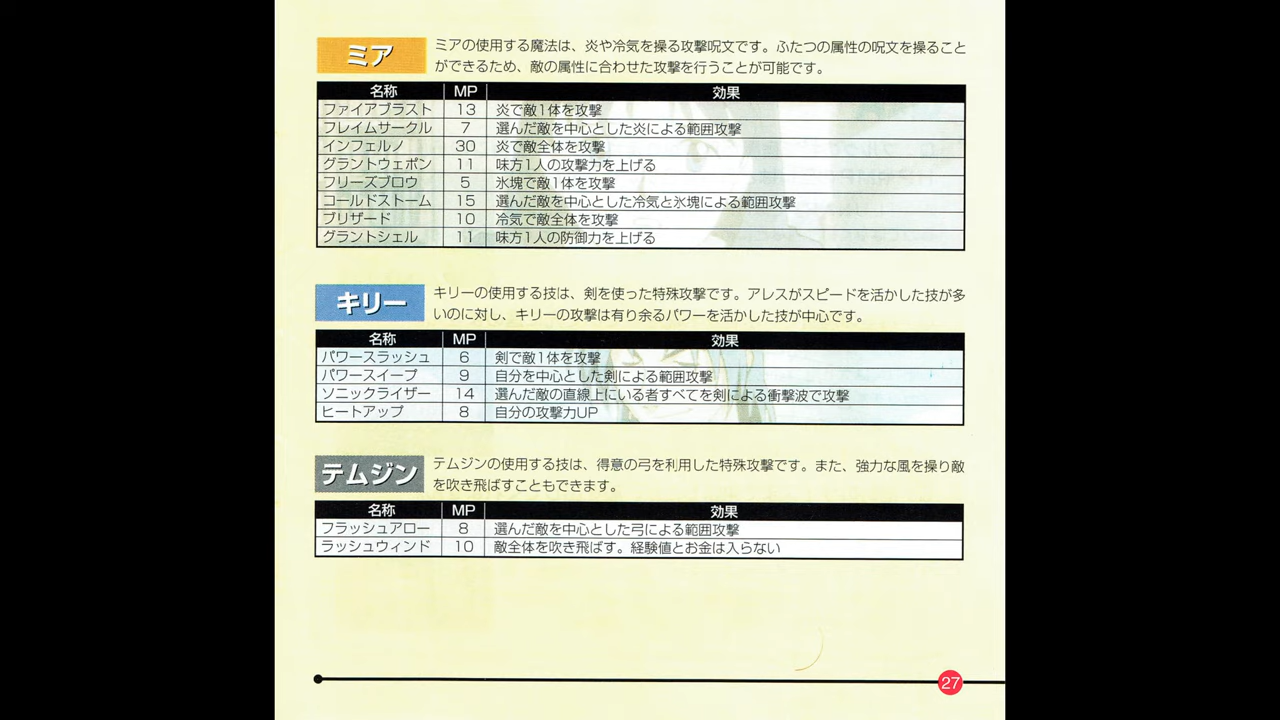 ミア
ミアの使用する魔法は、炎や冷気を操る攻撃呪文です。ふたつの属性の呪文を操ること
ができるため、敵の属性に合わせた攻撃を行うことが可能です。
名称 MP 効果
ファイアブラスト 13 炎で敵1体を攻撃
フレイムサークル 7 選んだ敵を中心とした炎による範囲攻撃
インフェルノ 30 炎で敵全体を攻撃
グラントウェポン 11 味方1人の攻撃力を上げる
フリーズブロウ 5 氷塊で敵1体を攻撃
コールドストーム 15 選んだ敵を中心とした冷気と氷塊による範囲攻撃
ブリザード 10 冷気で敵全体を攻撃
グラントシェル 11 味方1人の防御力を上げる
キリー
キリーの使用する技は、剣を使った特殊攻撃です。アレスがスピードを活かした技が多
いのに対し、キリーの攻撃は有り余るパワーを活かした技が中心です。
名称 MP 効果
パワースラッシュ 6 剣で敵1体を攻撃
パワースイープ 9 自分を中心とした剣による範囲攻撃
ソニックライザー 14 選んだ敵の直線上にいる者すべてを剣による衝撃波で攻撃
ヒートアップ 8 自分の攻撃力UP
テムジン
テムジンの使用する技は、得意の弓を利用した特殊攻撃です。また、強力な風を操り敵
を吹き飛ばすこともできます。
名称 MP 効果
フラッシュアロー 8 選んだ敵を中心とした弓による範囲攻撃
ラッシュウィンド 10 敵全体を吹き飛ばす。経験値とお金は入らない
27